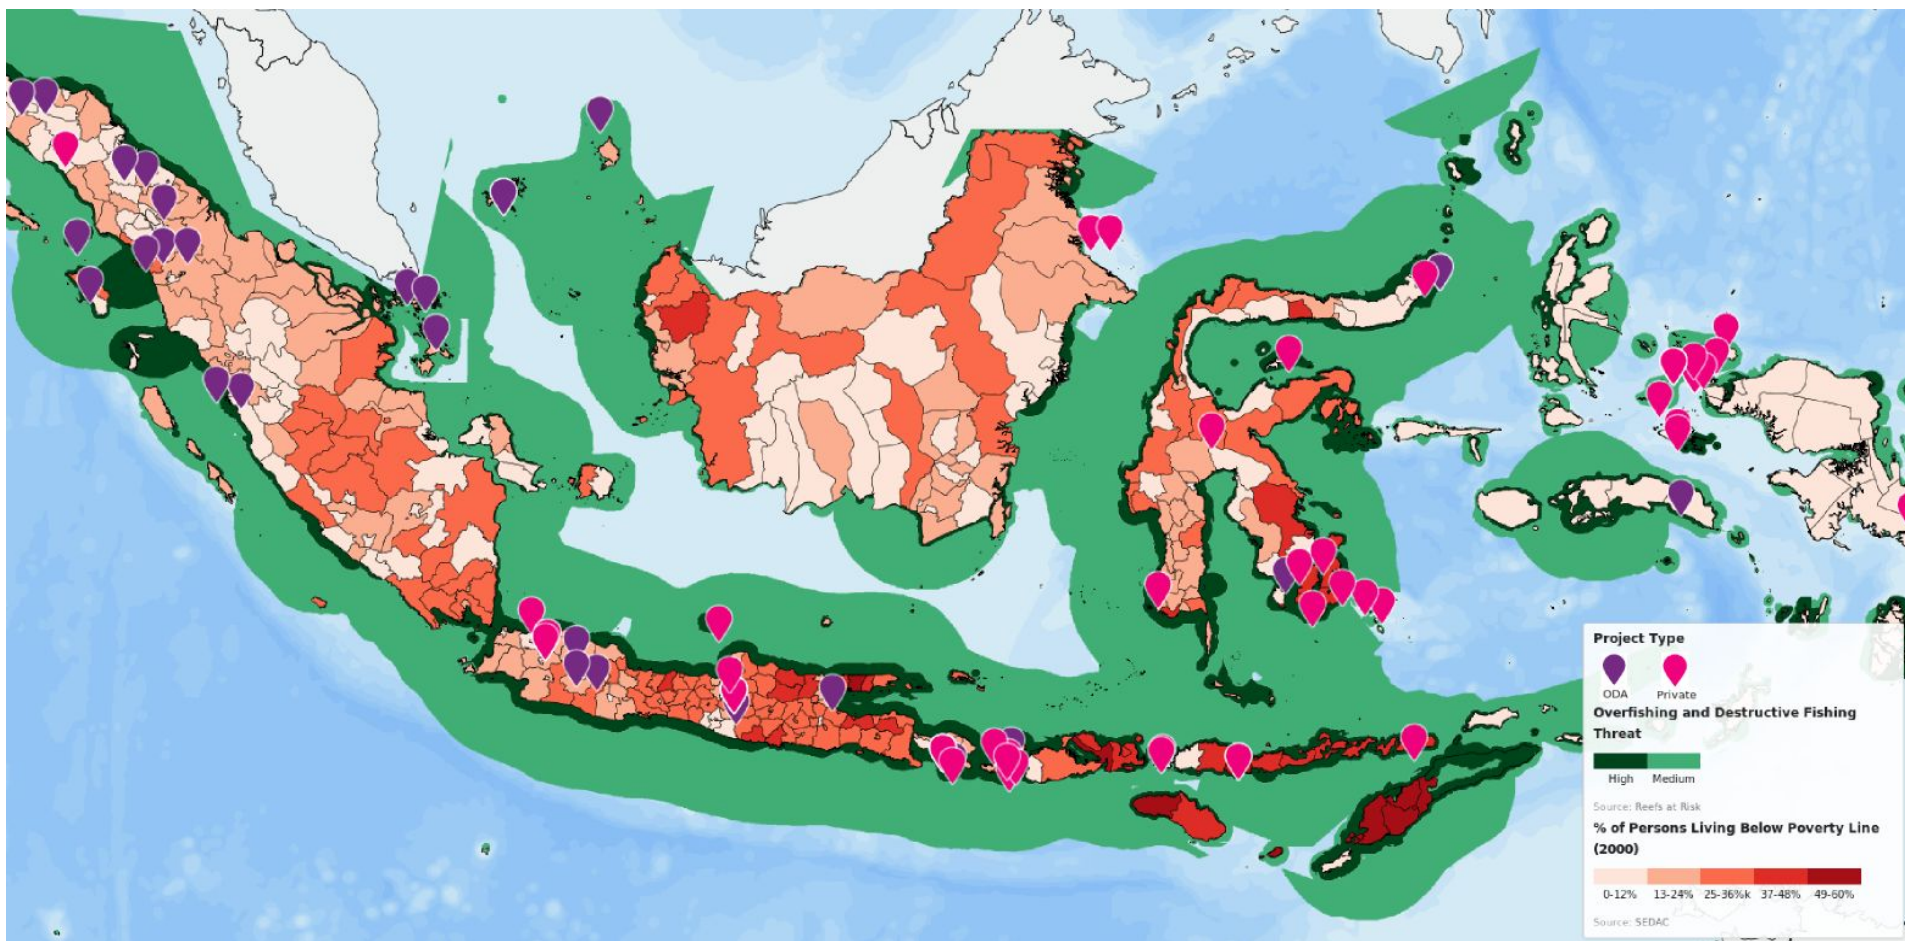 Project Type
ODA Private
Overfishing and Destructive Fishing
Threat
High Medium
Source: Reefs at Risk
% of Persons Living Below Poverty Line
(2000)
0-12% 13-24% 25-36%k 37-48% 49-60%
Source: SEDAC